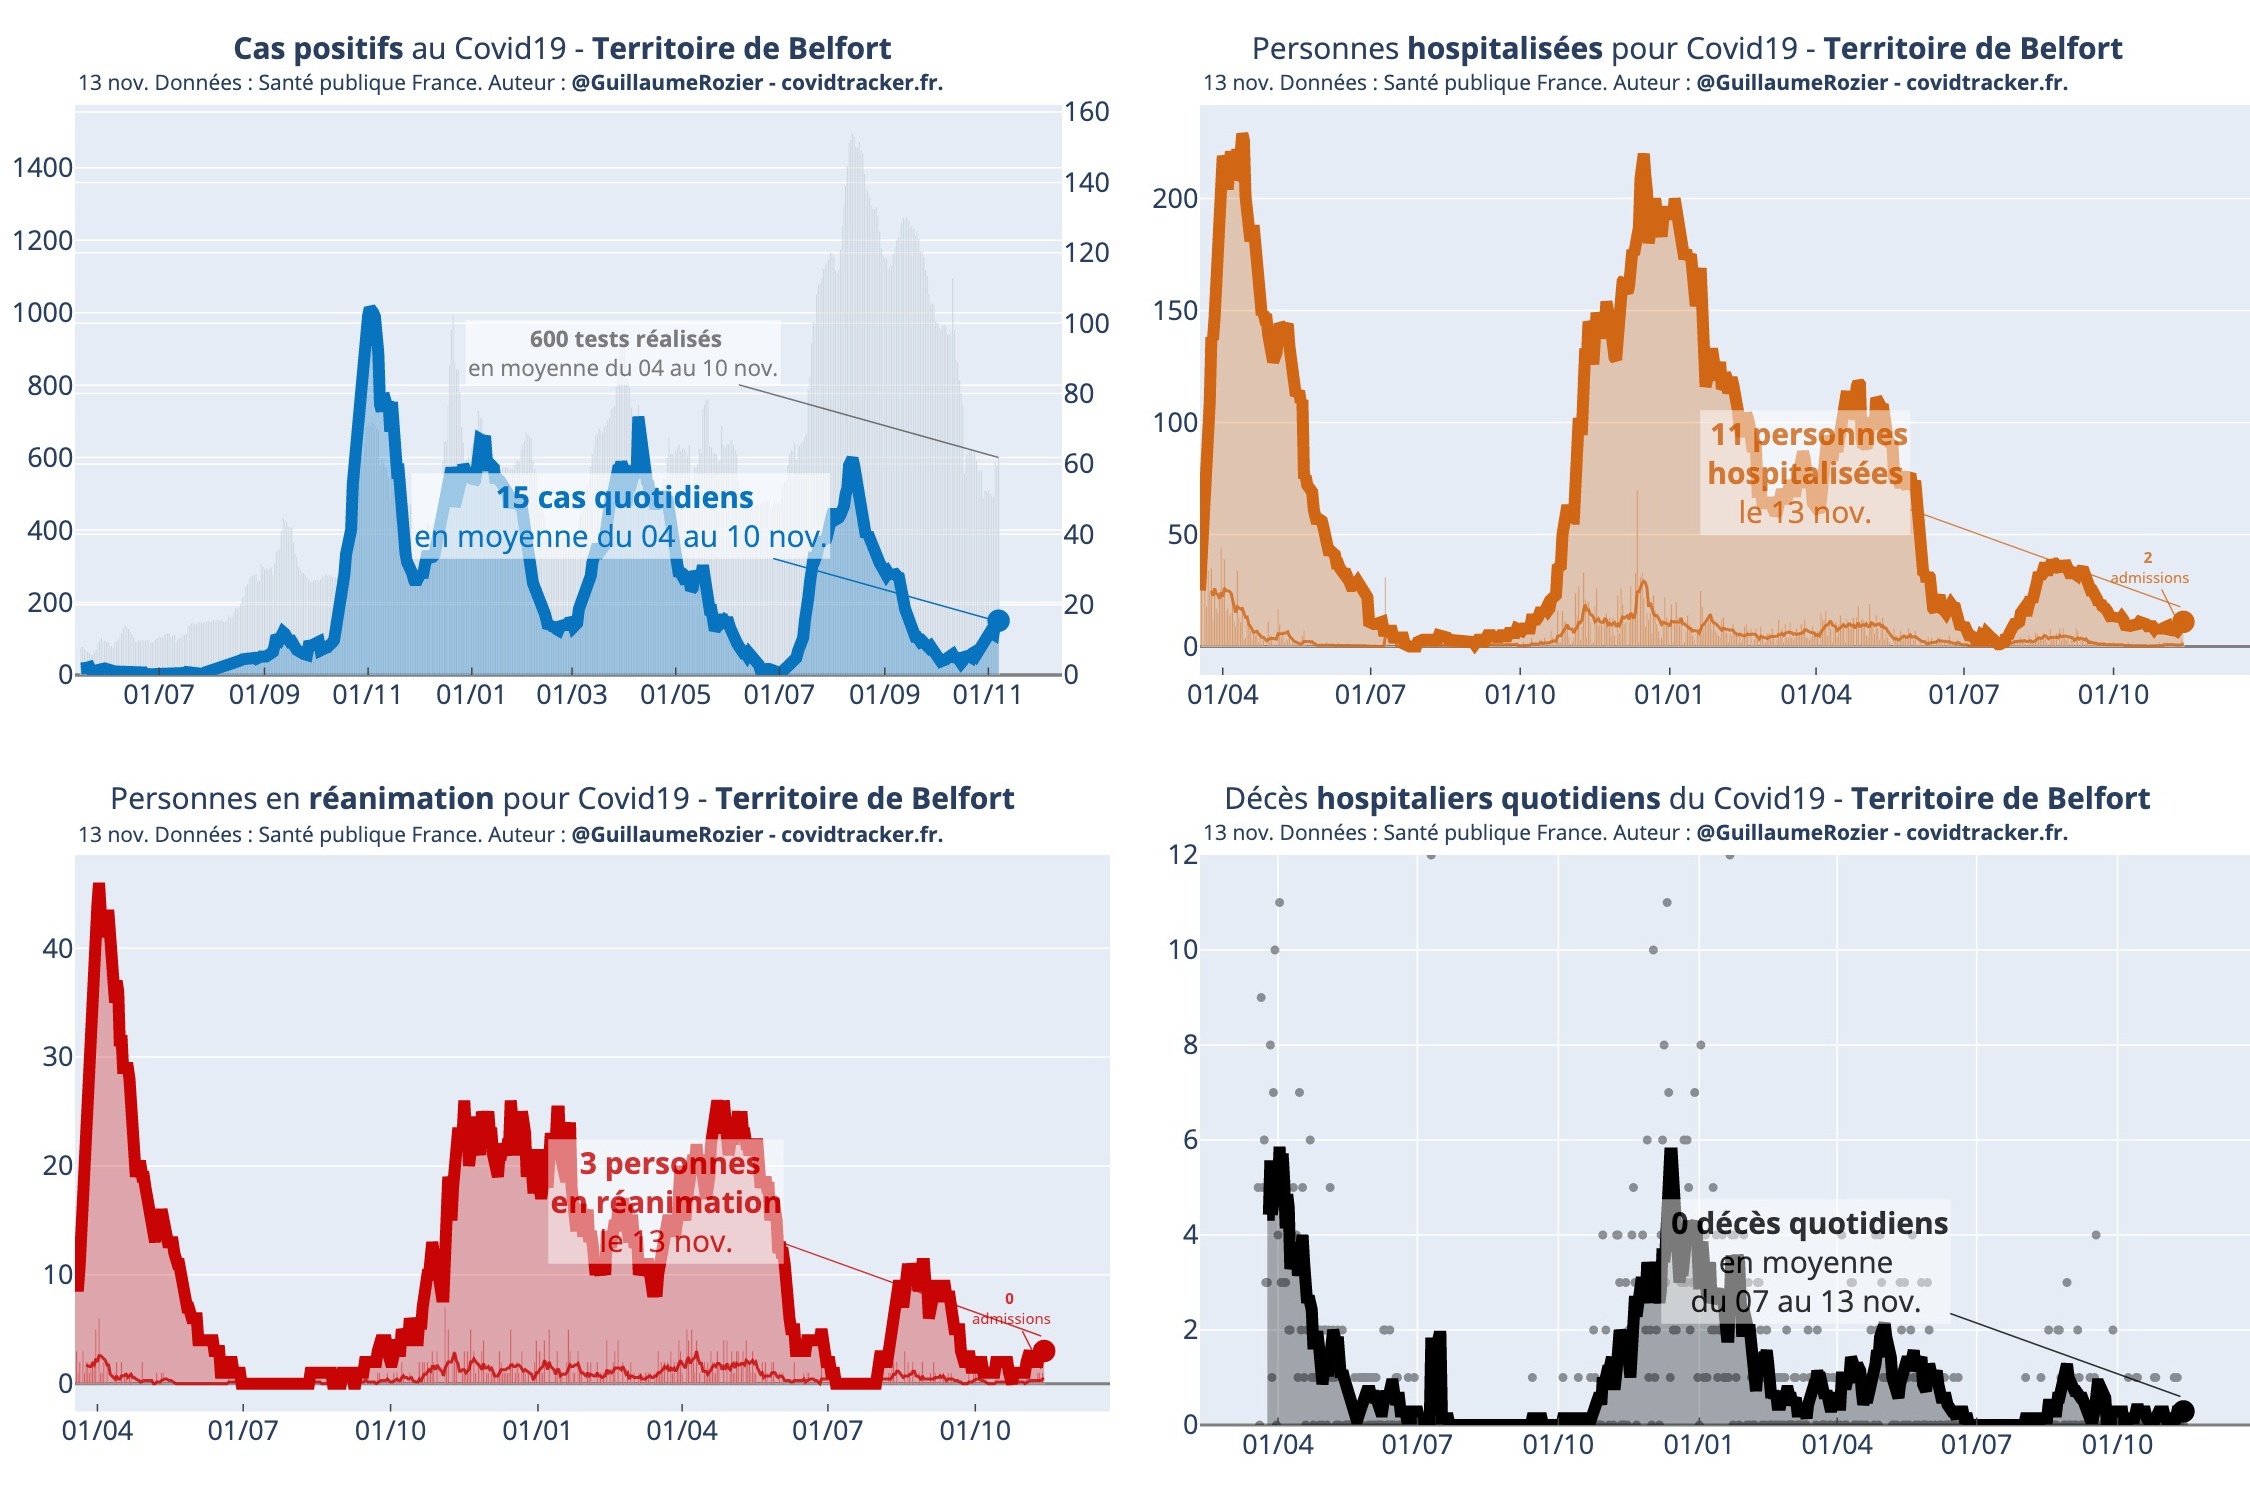 Cas positifs au Covid19 - Territoire de Belfort
13 nov. Données : Santé publique France. Auteur : @GuillaumeRozier - covidtracker.fr.
160
1400
140
1200
120
1000
100
600 tests réalisés
en moyenne du 04 au 10 nov.
800
80
600
60
15 cas quotidiens
en moyenne du 04 au 10 nov.
400
40
200
20
0
0
01/07 01/09 01/11 01/01 01/03 01/05 01/07 01/09 01/11
Personnes hospitalisées pour Covid19 - Territoire de Belfort
13 nov. Données : Santé publique France. Auteur : @GuillaumeRozier - covidtracker.fr.
200
150
100
11 personnes
hospitalisées
le 13 nov.
50
2
admissions
0
01/04 01/07 01/10 01/01 01/04 01/07 01/10
Personnes en réanimation pour Covid19 - Territoire de Belfort
13 nov. Données : Santé publique France. Auteur : @GuillaumeRozier - covidtracker.fr.
40
30
20
3 personnes
en réanimation
le 13 nov.
10
0
admissions
0
01/04 01/07 01/10 01/01 01/04 01/07 01/10
Décès hospitaliers quotidiens du Covid19 - Territoire de Belfort
13 nov. Données : Santé publique France. Auteur : @GuillaumeRozier - covidtracker.fr.
12
10
8
6
4
0 décès quotidiens
en moyenne
du 07 au 13 nov.
2
0
01/04 01/07 01/10 01/01 01/04 01/07 01/10